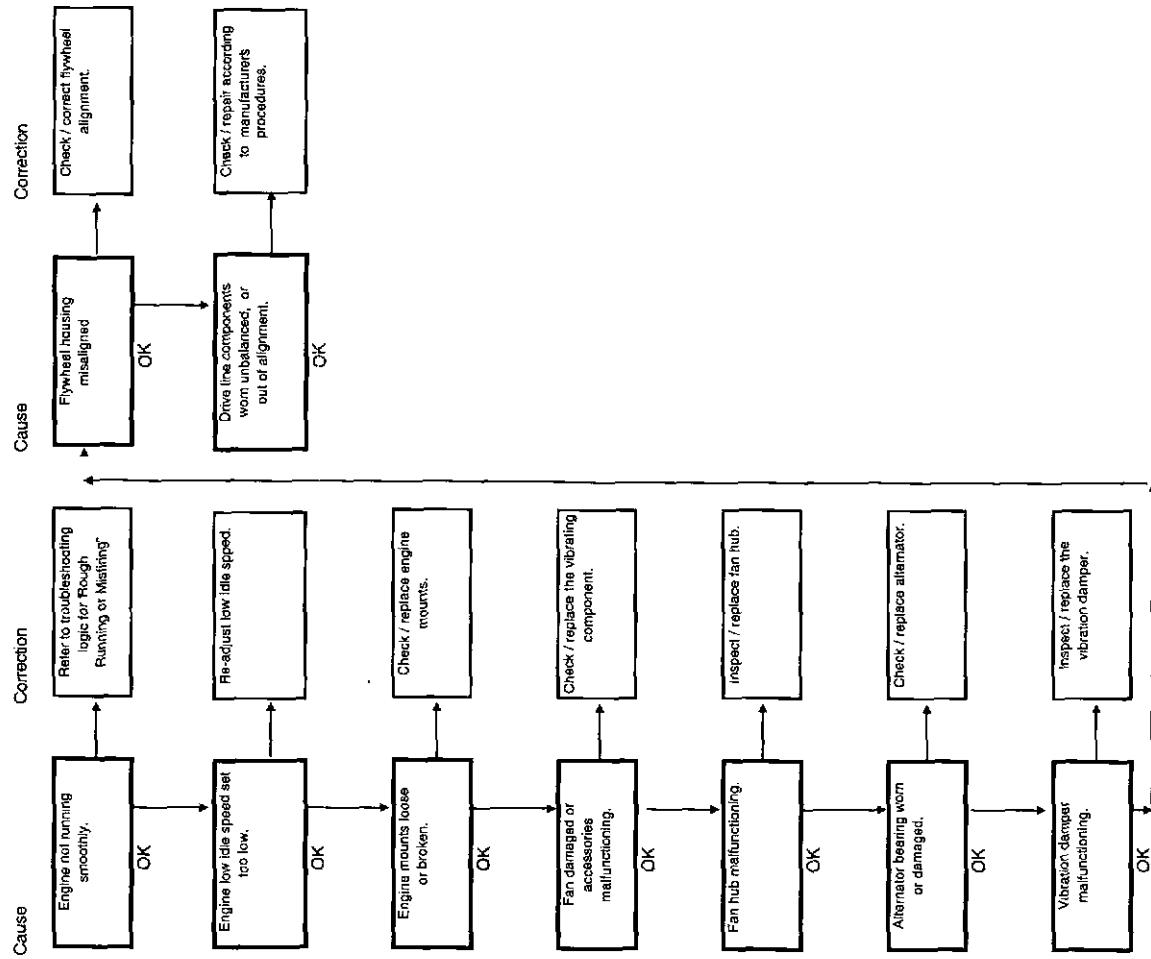 Cause
Correction
Engine not running
smoothly.
OK
Refer to troubleshooting
logic for "Rough
Running or Misfiring"
Engine low idle speed set
too low.
OK
Re-adjust low idle spped.
Engine mounts loose
or broken.
OK
Check / replace engine
mounts.
Fan damaged or
accessories
malfunctioning.
OK
Check / replace the vibrating
component.
Fan hub malfunctioning.
OK
Inspect / replace fan hub.
Alternator bearing worn
or damaged.
OK
Check / replace alternator.
Vibration damper
malfunctioning.
OK
Inspect / replace the
vibration damper.
Cause
Correction
Flywheel housing
misaligned
OK
Check / correct flywheel
alignment.
Drive line components
worn unbalanced, or
out of alignment.
OK
Check / repair according
to manufacturers
procedures.